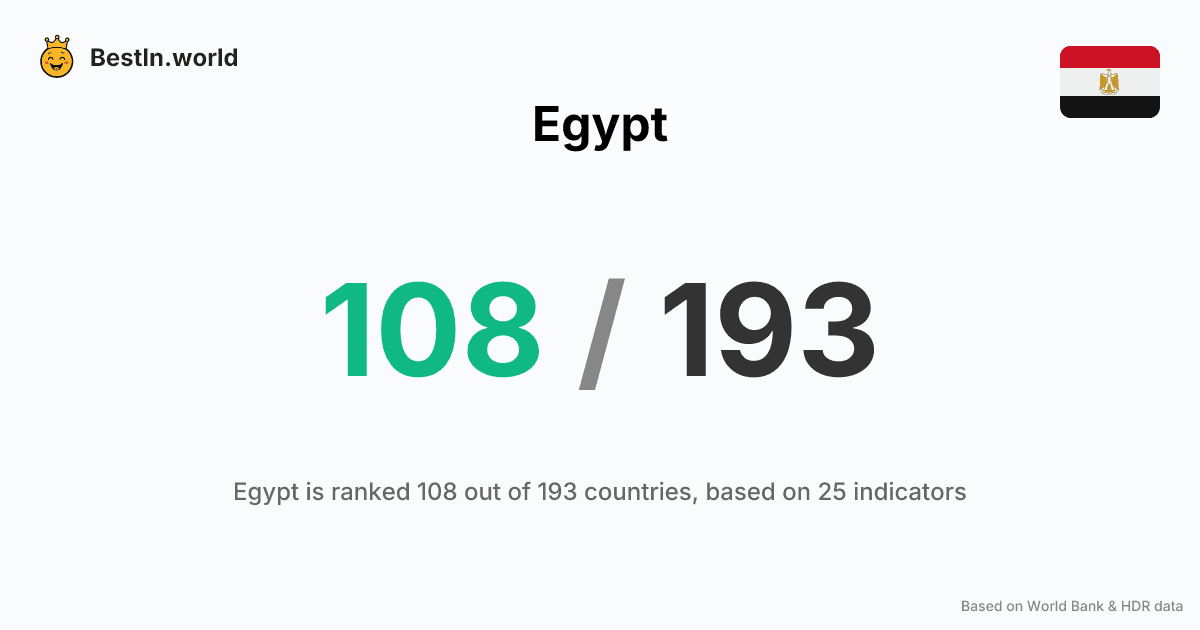 BestIn.world
Egypt
108 / 193
Egypt is ranked 108 out of 193 countries, based on 25 indicators
Based on World Bank & HDR data